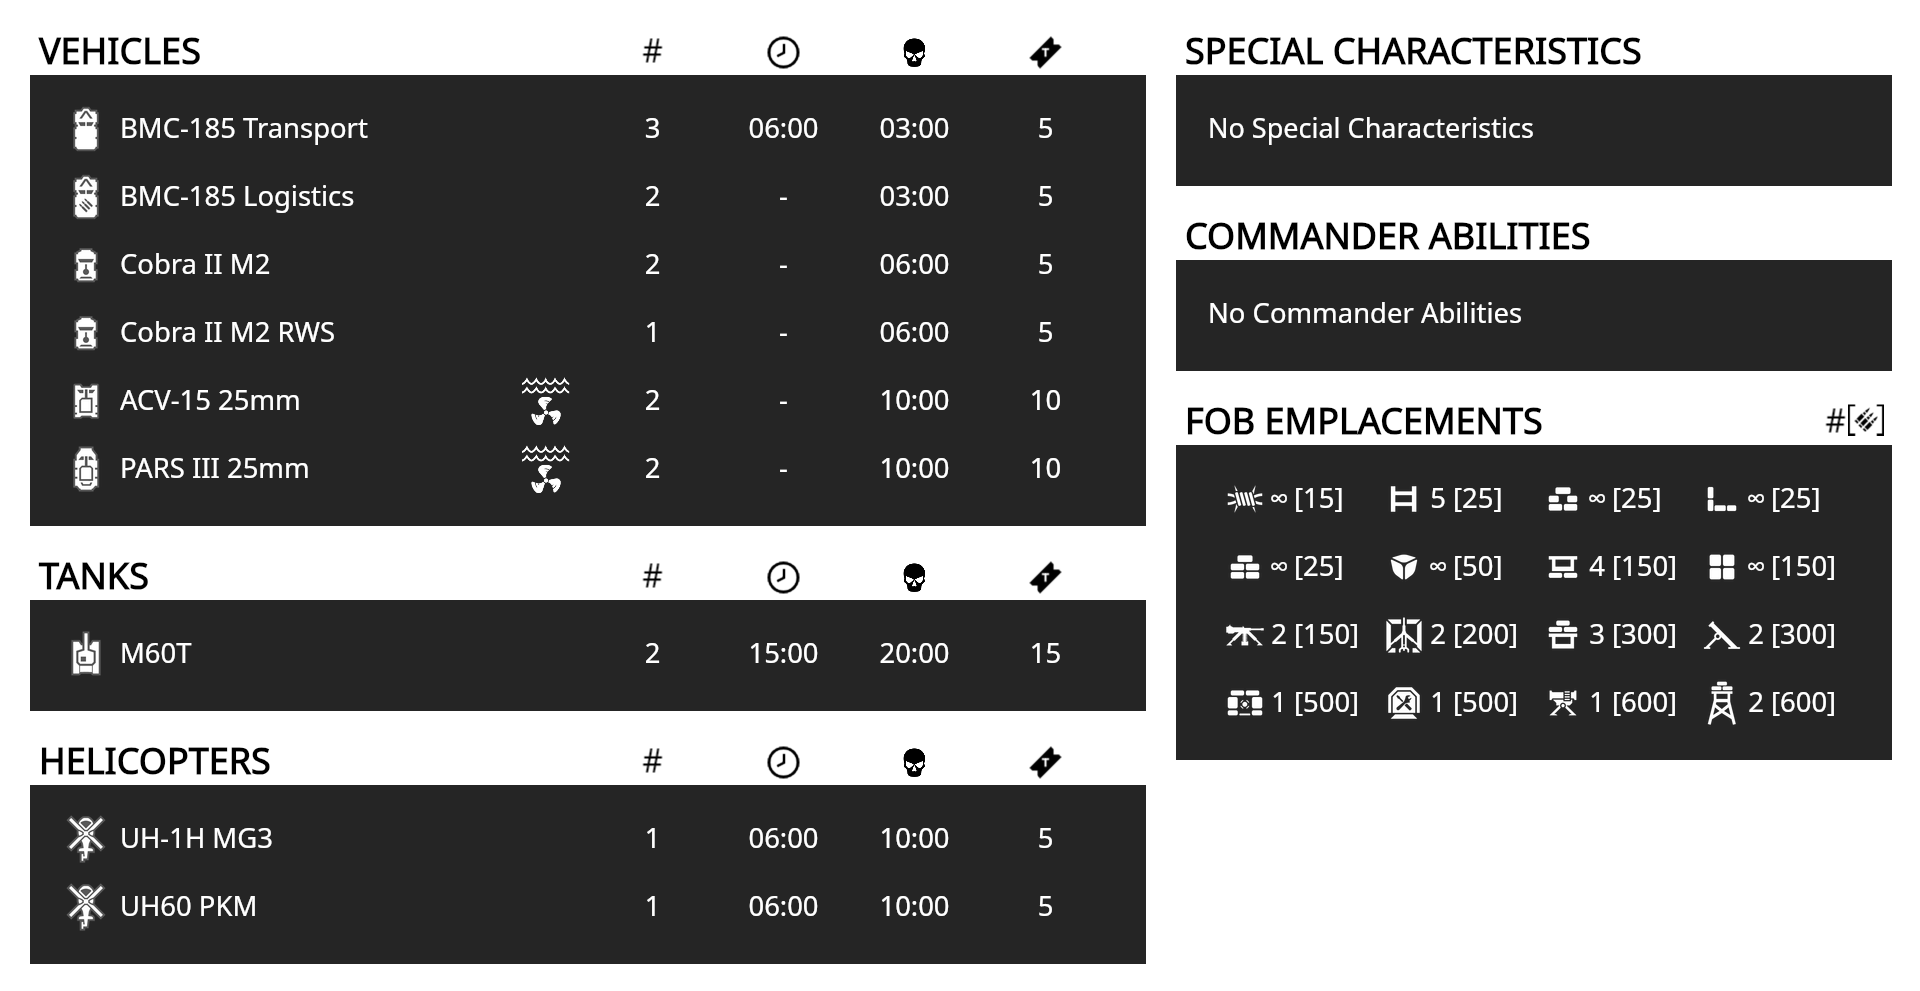 VEHICLES #
BMC-185 Transport 3 06:00 03:00 5
BMC-185 Logistics 2 - 03:00 5
Cobra II M2 2 - 06:00 5
Cobra II M2 RWS 1 - 06:00 5
ACV-15 25mm 2 - 10:00 10
PARS III 25mm 2 - 10:00 10
TANKS #
M60T 2 15:00 20:00 15
HELICOPTERS #
UH-1H MG3 1 06:00 10:00 5
UH60 PKM 1 06:00 10:00 5
SPECIAL CHARACTERISTICS
No Special Characteristics
COMMANDER ABILITIES
No Commander Abilities
FOB EMPLACEMENTS #[]
∞ [15] 5 [25] ∞ [25] ∞ [25]
∞ [25] ∞ [50] 4 [150] ∞ [150]
2 [150] 2 [200] 3 [300] 2 [300]
1 [500] 1 [500] 1 [600] 2 [600]